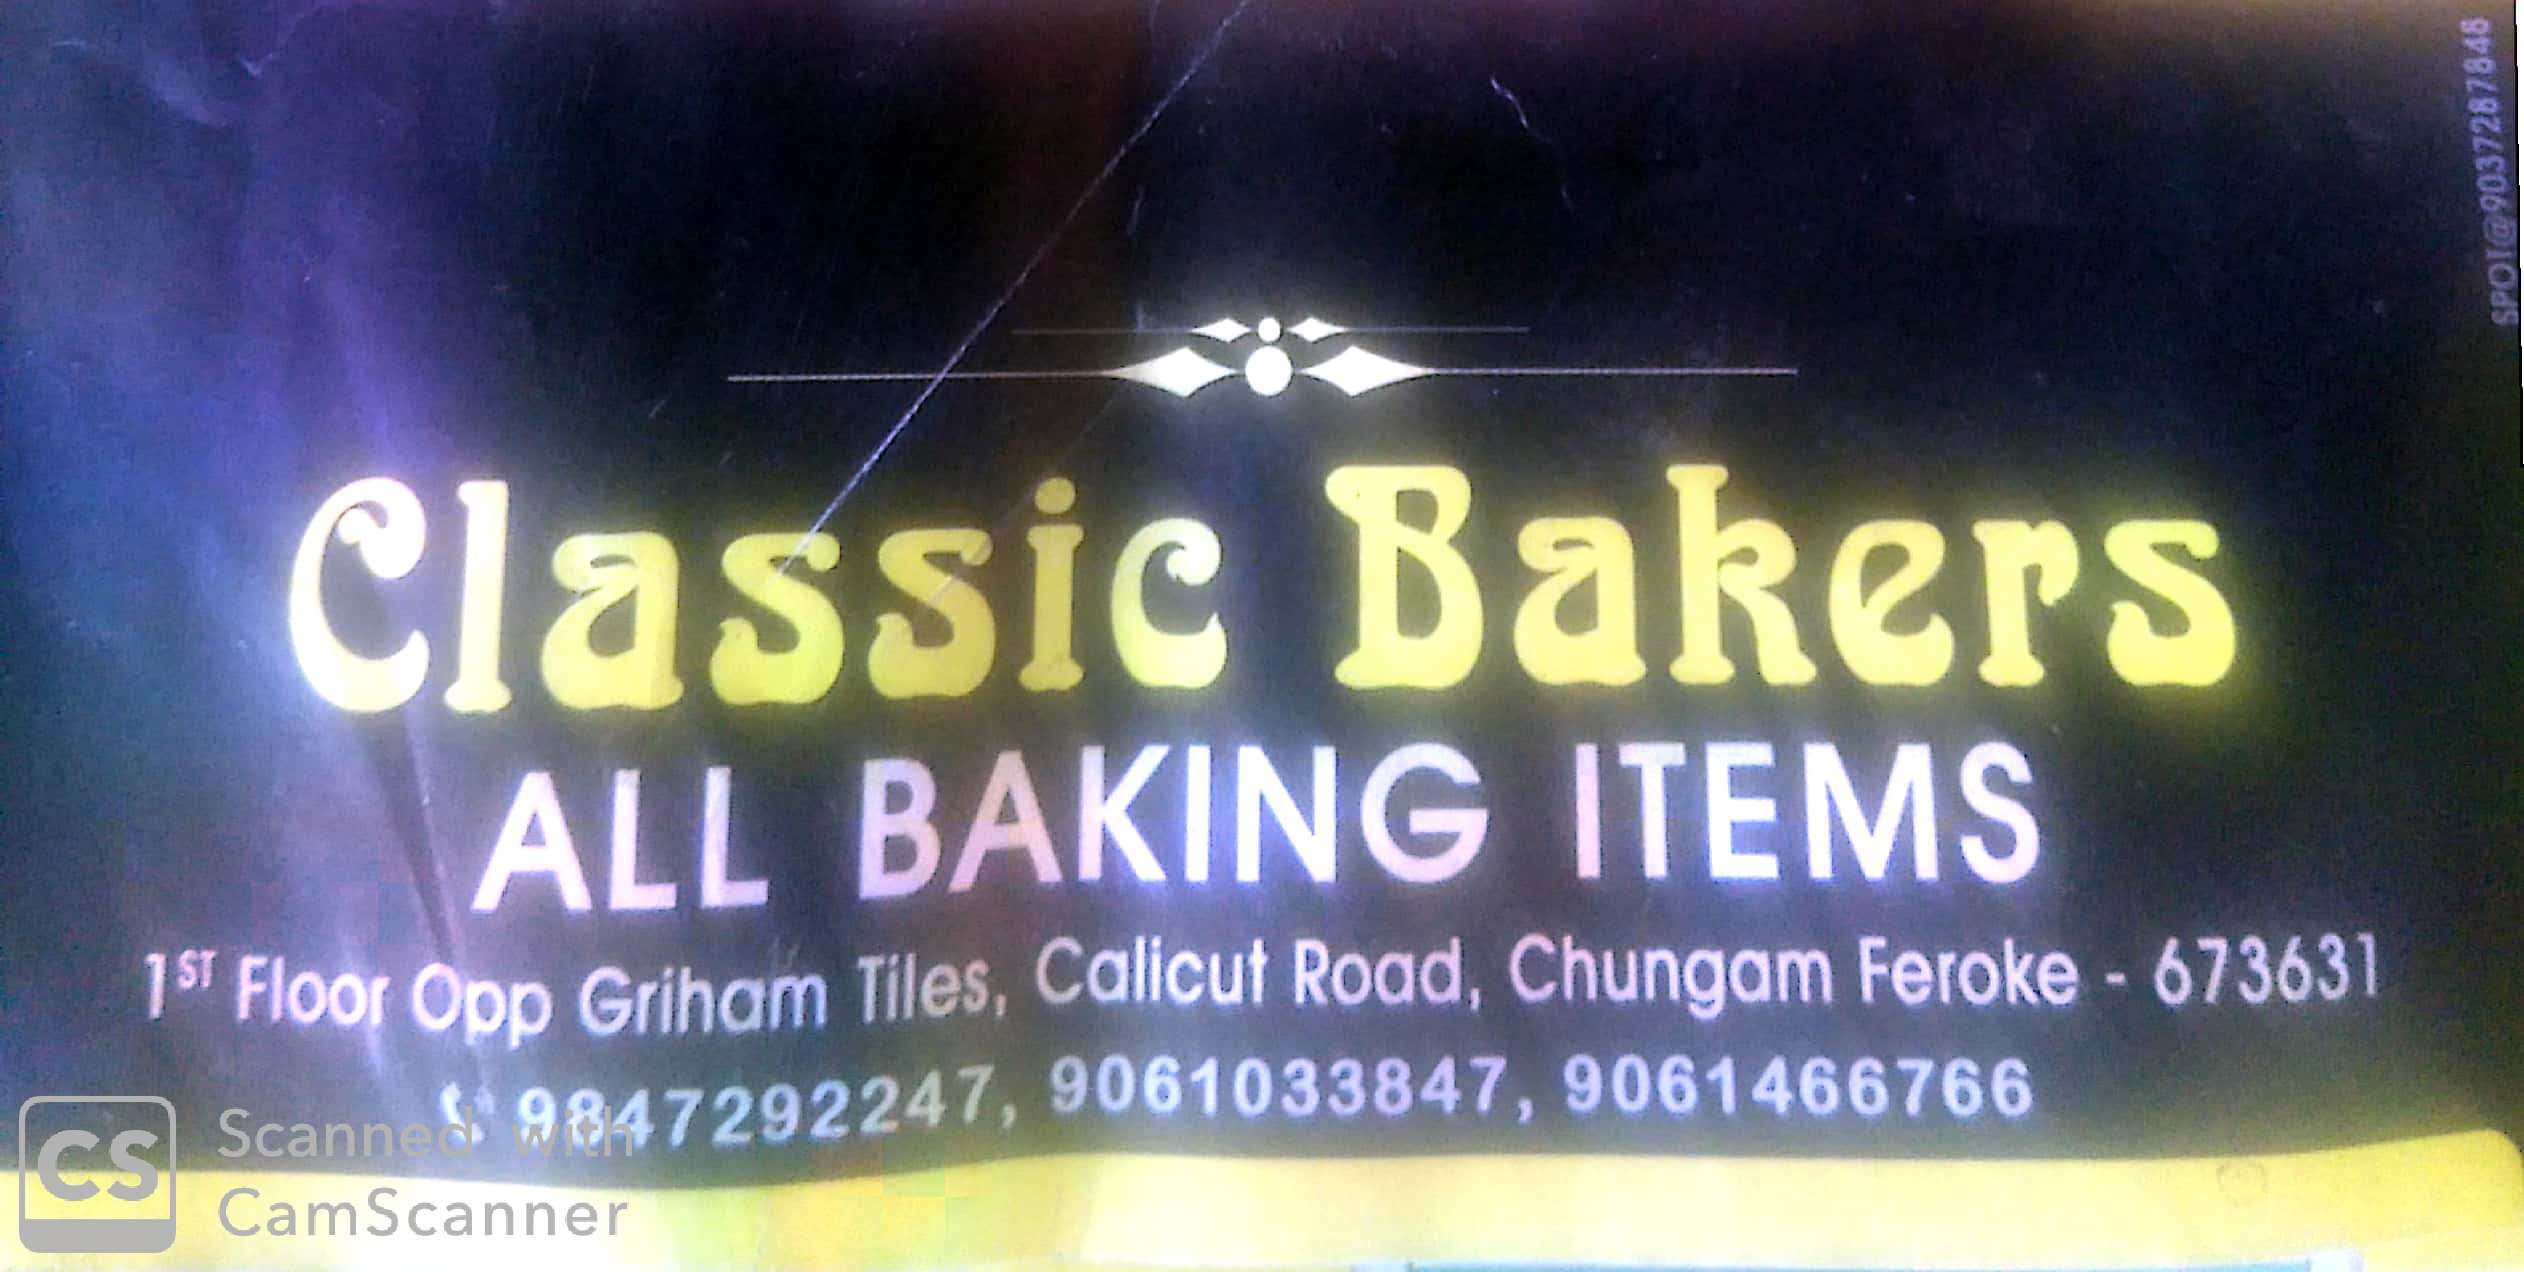 SPOT@9037287848
Classic Bakers
ALL BAKING ITEMS
1ST Floor Opp Griham Tiles, Calicut Road, Chungam Feroke - 673631
9847292247, 9061033847, 9061466766
CS Scanned with
CamScanner